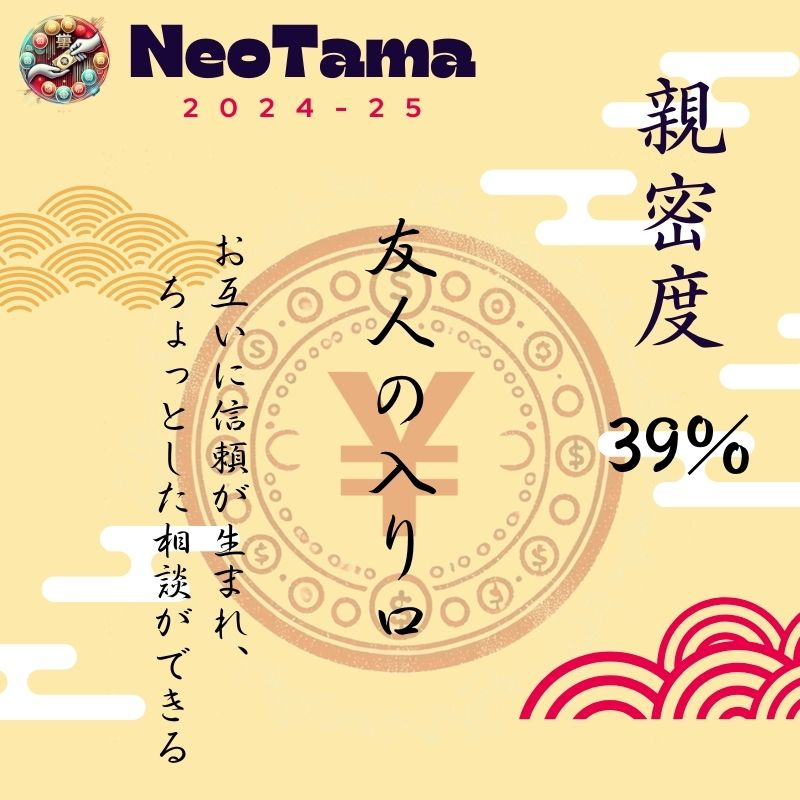 NeoTama
2024-25
親密度
39%
友人の入り口
お互いに信頼が生まれ、
ちょっとした相談ができる